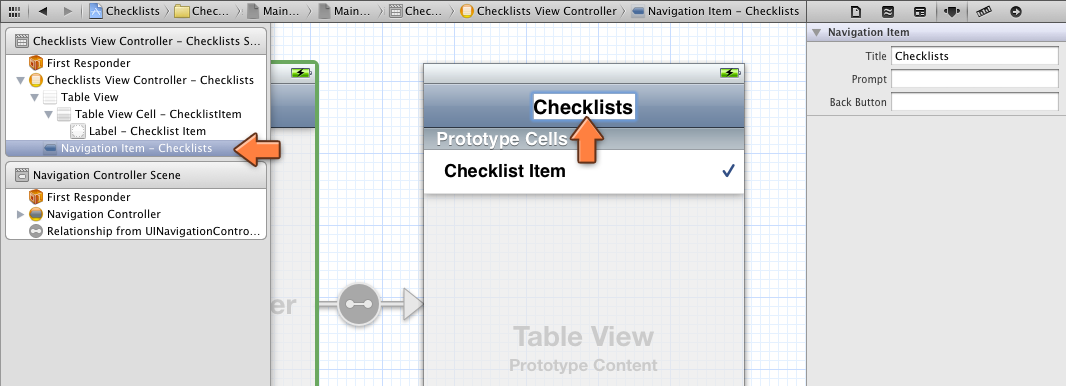 Checklists
Chec...
Main...
Main...
Chec...
Checklists View Controller
Navigation Item – Checklists
Checklists View Controller – Checklists S...
First Responder
Checklists View Controller – Checklists
Table View
Table View Cell – ChecklistItem
Label – Checklist Item
Navigation Item – Checklists
Navigation Controller Scene
First Responder
Navigation Controller
Relationship from UINavigationContro...
er
Checklists
Prototype Cells
Checklist Item
Table View
Prototype Content
Navigation Item
Title Checklists
Prompt
Back Button